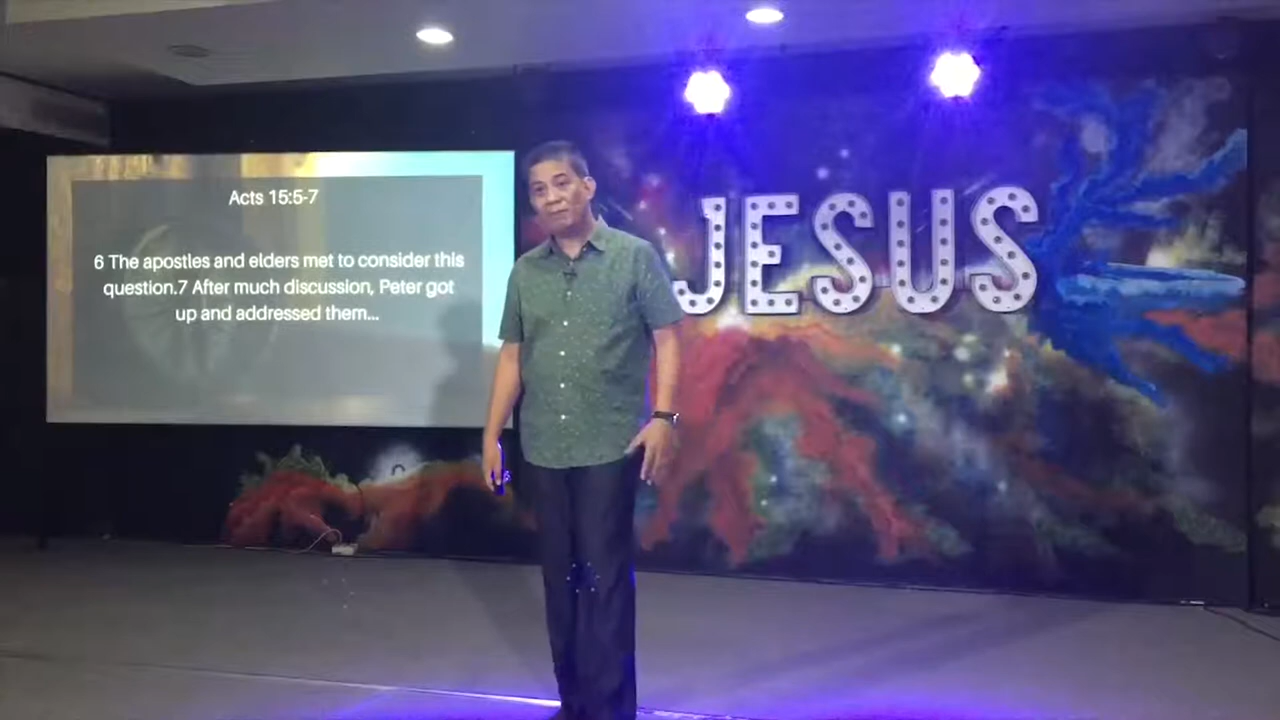 Acts 15:5-7
6 The apostles and elders met to consider this
question.7 After much discussion, Peter got
up and addressed them...
JESUS